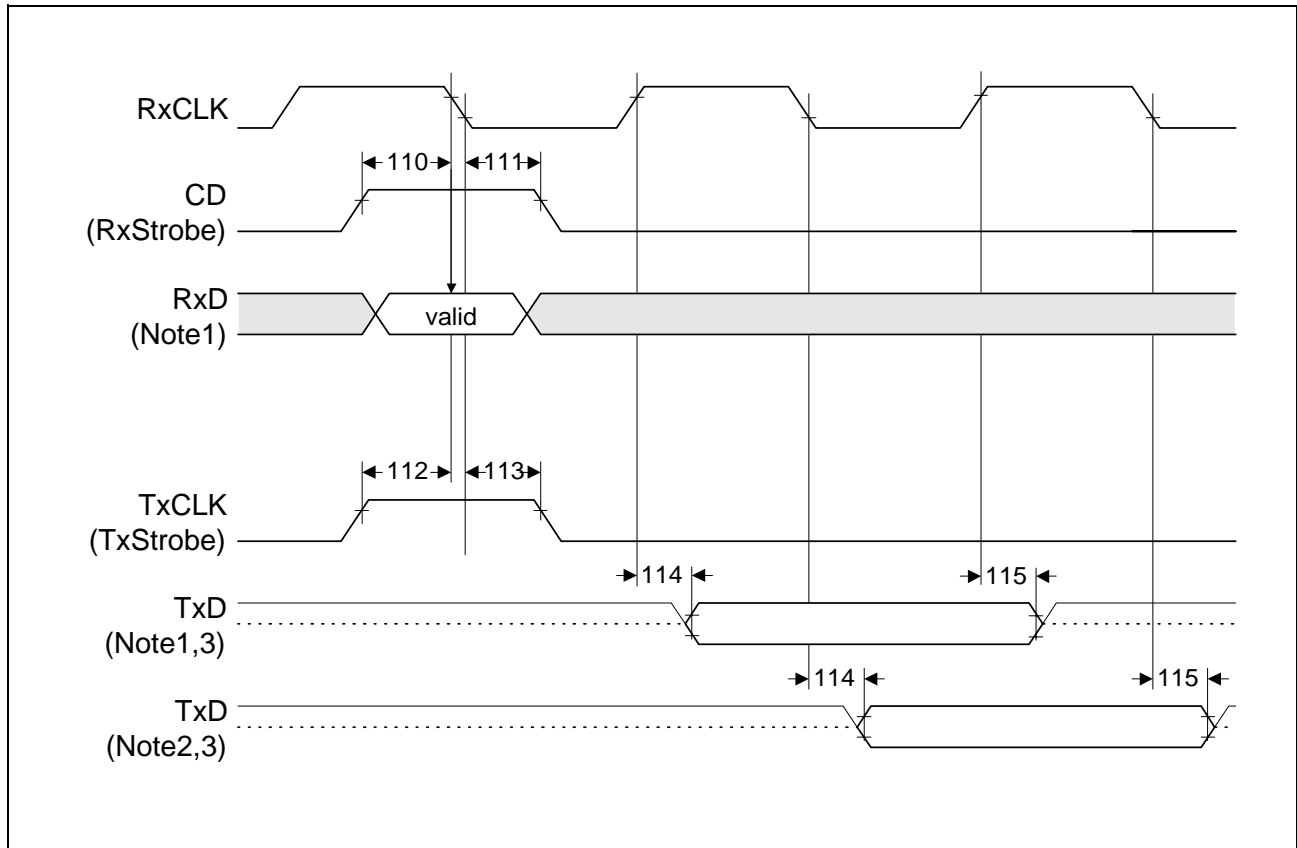 RxCLK
110
111
CD
(RxStrobe)
RxD
(Note1)
valid
112
113
TxCLK
(TxStrobe)
114
115
TxD
(Note1,3)
114
115
TxD
(Note2,3)